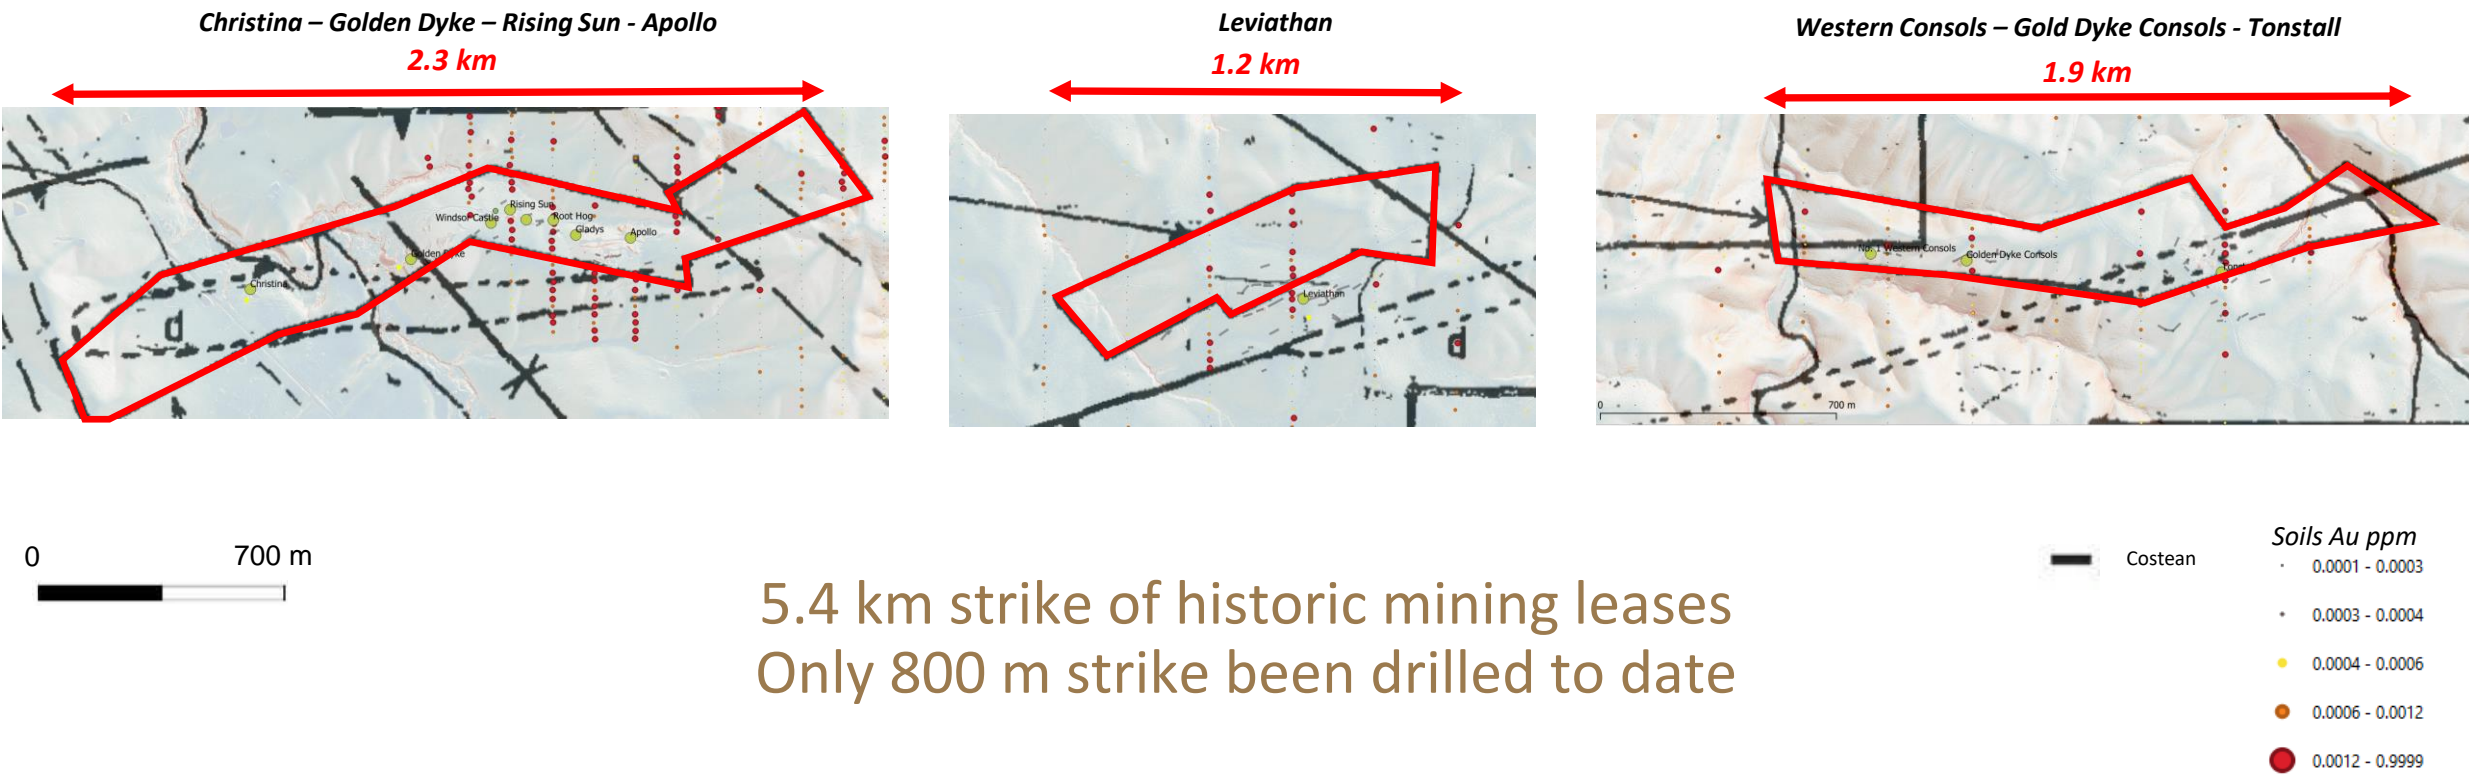 Christina – Golden Dyke – Rising Sun - Apollo
2.3 km
Leviathan
1.2 km
Western Consols – Gold Dyke Consols - Tonstall
1.9 km
Rising Sun
Windsor Castle
Root Hog
Gladys
Apollo
Golden Dyke
Christina
Leviathan
No. 1 Western Consols
Golden Dyke Consols
0
700 m
0
700 m
5.4 km strike of historic mining leases
Only 800 m strike been drilled to date
Costean
Soils Au ppm
0.0001 - 0.0003
0.0003 - 0.0004
0.0004 - 0.0006
0.0006 - 0.0012
0.0012 - 0.9999